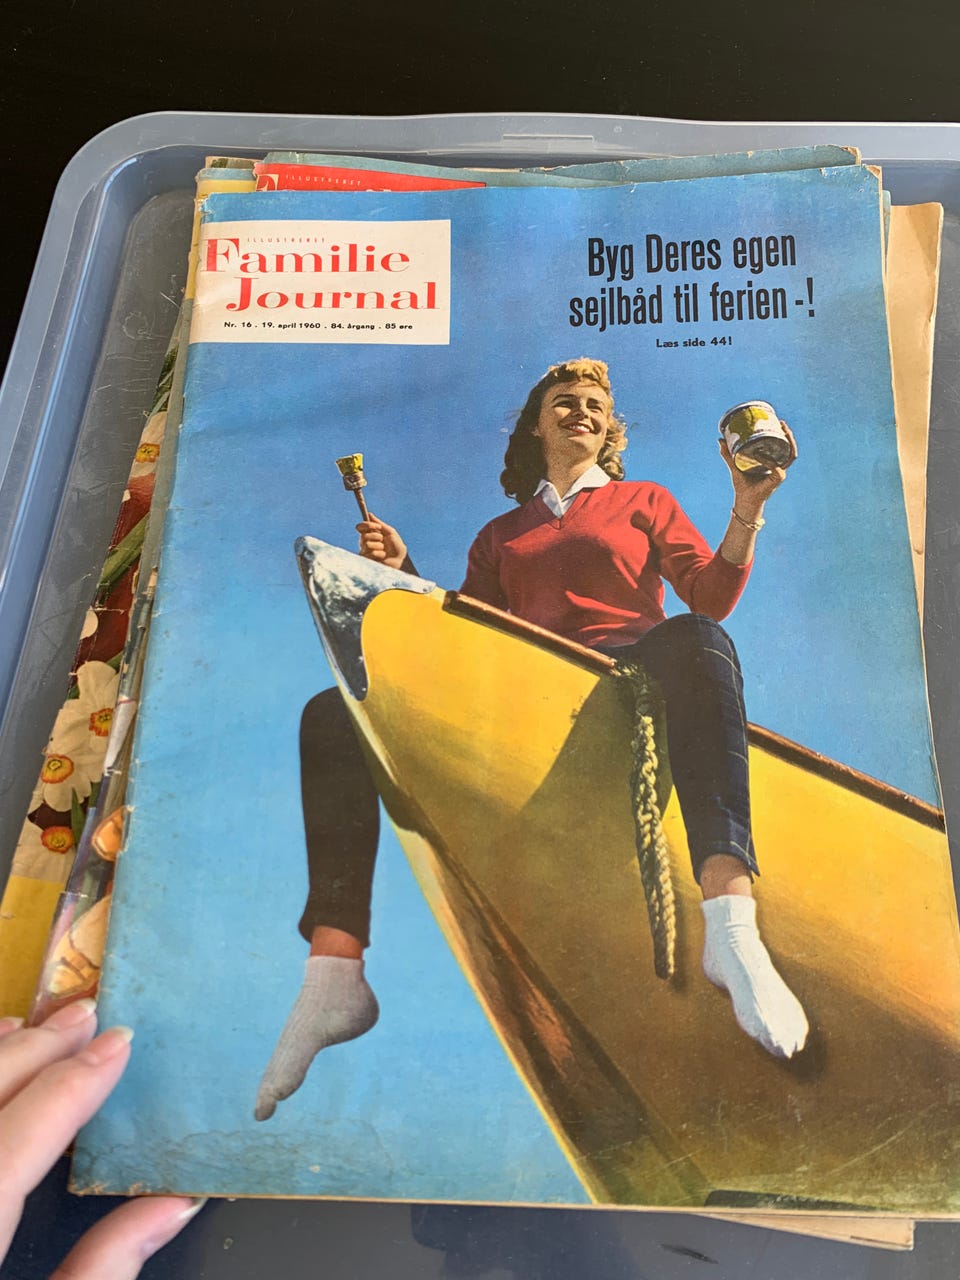 ILLUSTRERET
ILLUSTRERET
Familie
Journal
Nr. 16 . 19. april 1960 . 84. årgang . 85 øre
Byg Deres egen
sejlbåd til ferien -!
Læs side 44!